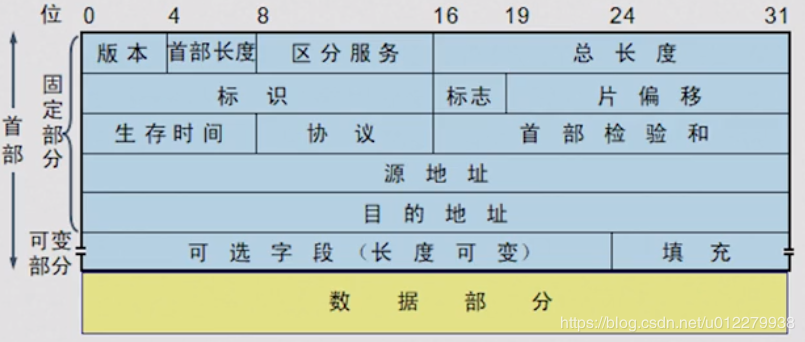 位 0 4 8 16 19 24 31
版本 首部长度 区分服务 总长度
标识 标志 片偏移
生存时间 协议 首部检验和
源地址
目的地址
可选字段（长度可变） 填充
数据部分
首部
固定部分
可变部分
https://blog.csdn.net/u012279938